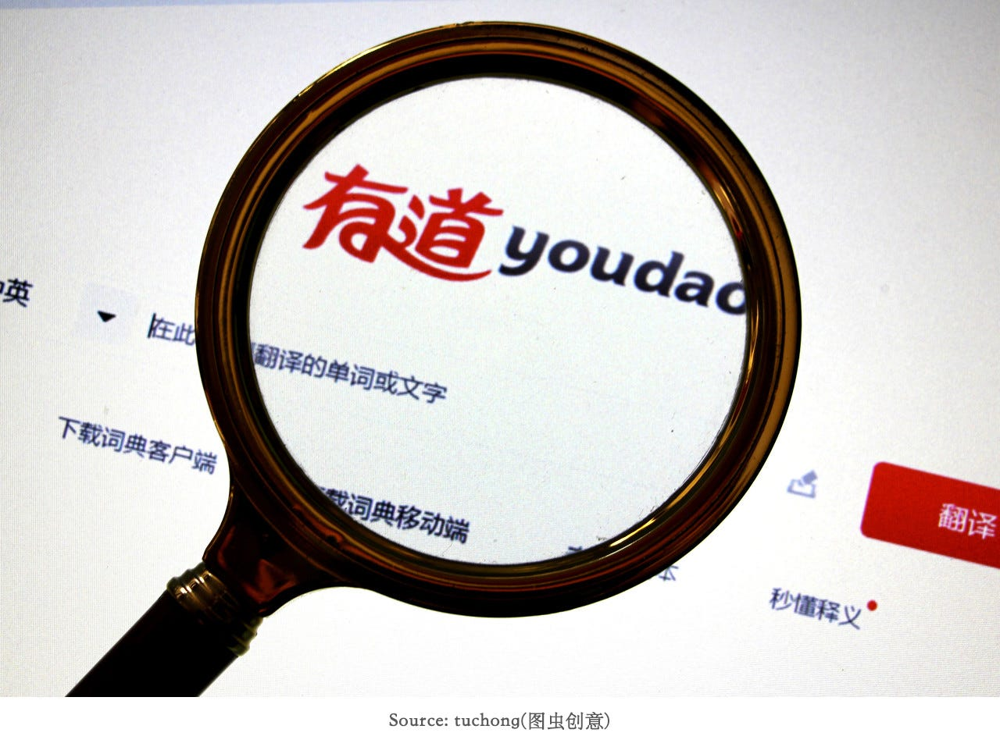 有道 youdao
中英
在此
翻译的单词或文字
下载词典客户端
载词典移动端
本
翻译
秒懂释义
Source: tuchong(图虫创意)